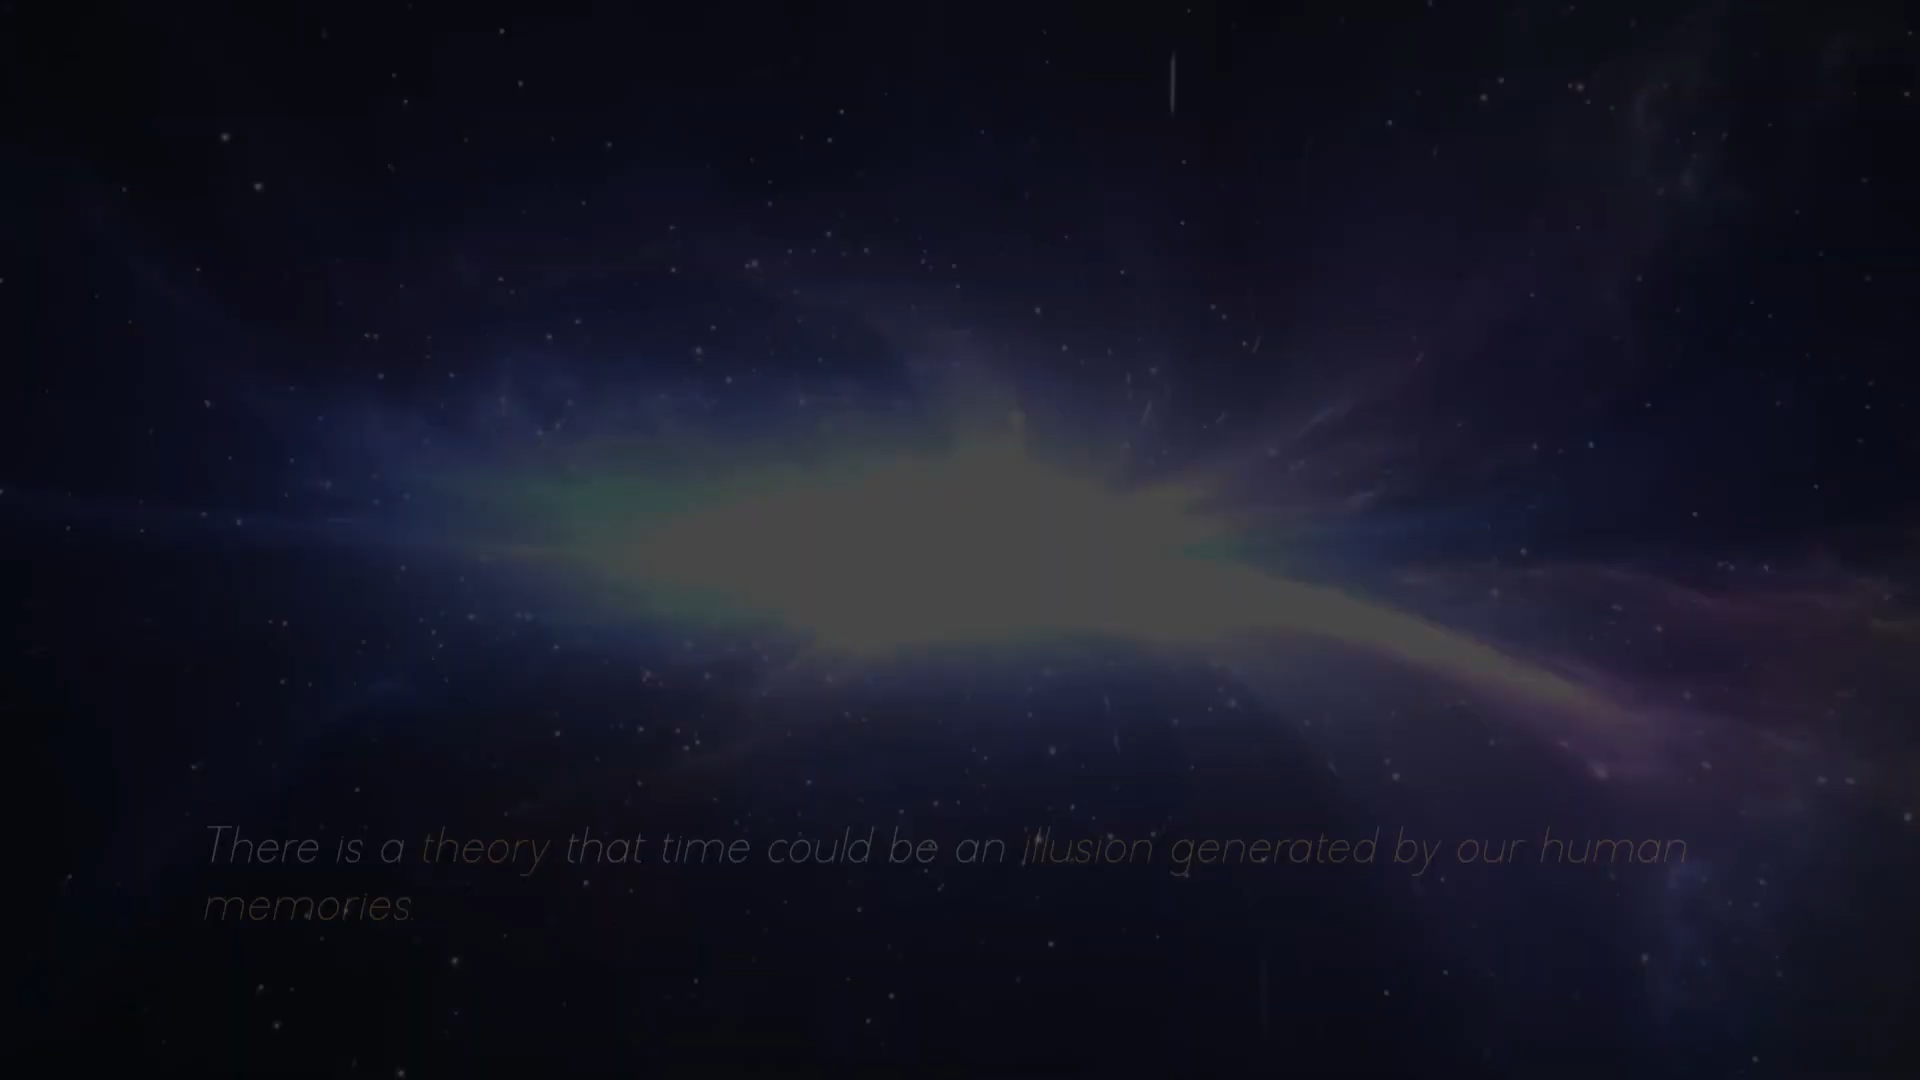 There is a theory that time could be an illusion generated by our human
memories.